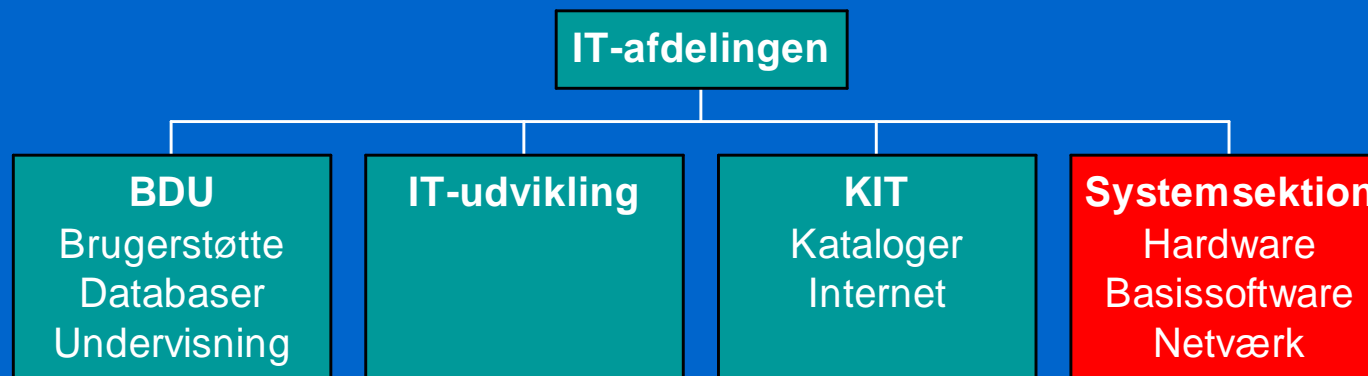 IT-afdelingen
BDU
Brugerstøtte
Databaser
Undervisning
IT-udvikling
KIT
Kataloger
Internet
Systemsektion
Hardware
Basissoftware
Netværk